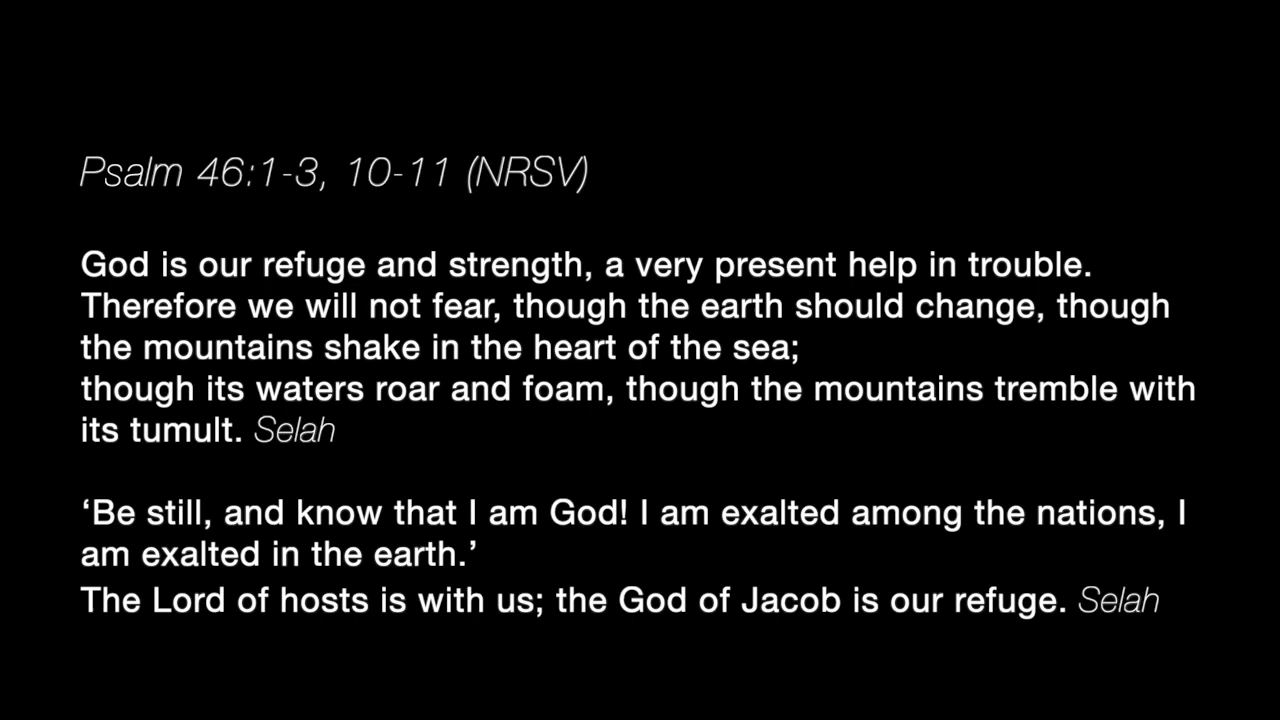 Psalm 46:1-3, 10-11 (NRSV)
God is our refuge and strength, a very present help in trouble.
Therefore we will not fear, though the earth should change, though
the mountains shake in the heart of the sea;
though its waters roar and foam, though the mountains tremble with
its tumult. Selah
‘Be still, and know that I am God! I am exalted among the nations, I
am exalted in the earth.’
The Lord of hosts is with us; the God of Jacob is our refuge. Selah